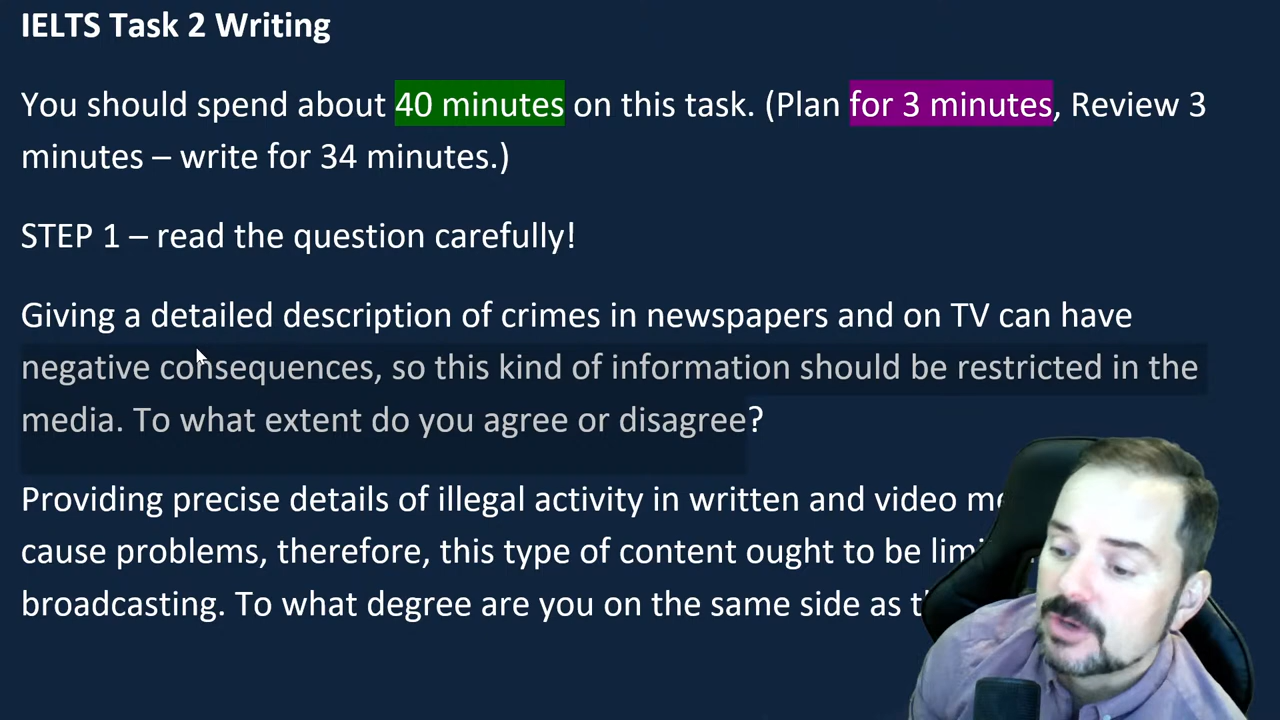 IELTS Task 2 Writing
You should spend about 40 minutes on this task. (Plan for 3 minutes, Review 3
minutes – write for 34 minutes.)
STEP 1 – read the question carefully!
Giving a detailed description of crimes in newspapers and on TV can have
negative consequences, so this kind of information should be restricted in the
media. To what extent do you agree or disagree?
Providing precise details of illegal activity in written and video
cause problems, therefore, this type of content ought to be
broadcasting. To what degree are you on the same side as